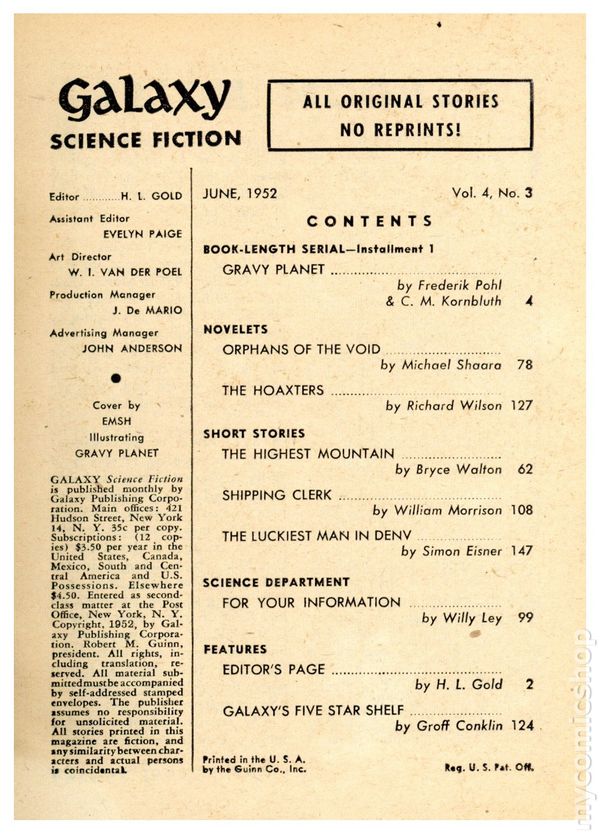 Galaxy
SCIENCE FICTION
ALL ORIGINAL STORIES
NO REPRINTS!
Editor ........... H. L. GOLD
Assistant Editor
EVELYN PAIGE
Art Director
W. I. VAN DER POEL
Production Manager
J. De MARIO
Advertising Manager
JOHN ANDERSON
Cover by
EMSH
Illustrating
GRAVY PLANET
GALAXY Science Fiction
is published monthly by
Galaxy Publishing Corpo-
ration. Main offices: 421
Hudson Street, New York
14, N. Y. 35c per copy.
Subscriptions: (12 cop-
ies) $3.50 per year in the
United States, Canada,
Mexico, South and Cen-
tral America and U.S.
Possessions. Elsewhere
$4.50. Entered as second-
class matter at the Post
Office, New York, N. Y.
Copyright, 1952, by Gal-
axy Publishing Corpora-
tion. Robert M. Guinn,
president. All rights, in-
cluding translation, re-
served. All material sub-
mitted must be accompanied
by self-addressed stamped
envelopes. The publisher
assumes no responsibility
for unsolicited material.
All stories printed in this
magazine are fiction, and
any similarity between char-
acters and actual persons
is coincidental.
JUNE, 1952 Vol. 4, No. 3
CONTENTS
BOOK-LENGTH SERIAL—Installment 1
GRAVY PLANET ..............................
by Frederik Pohl
& C. M. Kornbluth 4
NOVELETS
ORPHANS OF THE VOID ..............................
by Michael Shaara 78
THE HOAXTERS ..............................
by Richard Wilson 127
SHORT STORIES
THE HIGHEST MOUNTAIN ..............................
by Bryce Walton 62
SHIPPING CLERK ..............................
by William Morrison 108
THE LUCKIEST MAN IN DENV ..............................
by Simon Eisner 147
SCIENCE DEPARTMENT
FOR YOUR INFORMATION ..............................
by Willy Ley 99
FEATURES
EDITOR'S PAGE ..............................
by H. L. Gold 2
GALAXY'S FIVE STAR SHELF ..............................
by Groff Conklin 124
Printed in the U. S. A.
by the Guinn Co., Inc.
Reg. U. S. Pat. Off.
mycomicshop